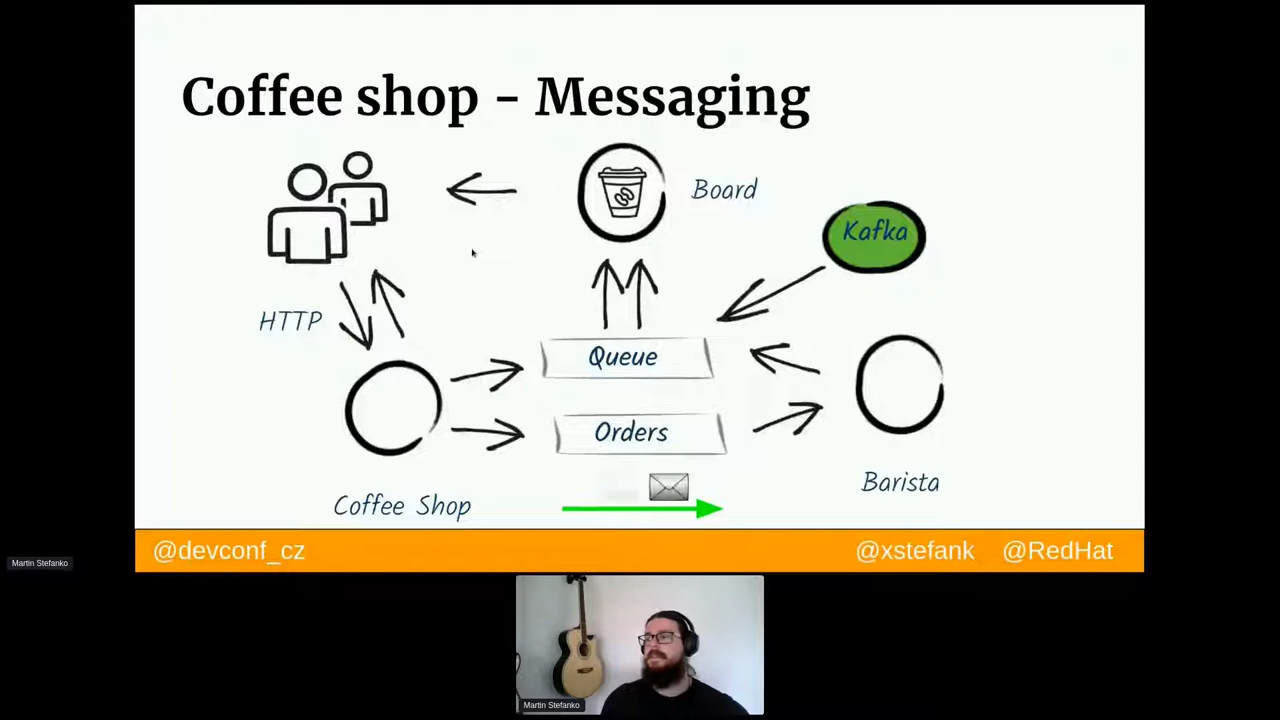 Coffee shop - Messaging
Board
Kafka
HTTP
Queue
Orders
Barista
Coffee Shop
@devconf_cz
@xstefank @RedHat
Martin Stefanko
Martin Stefanko